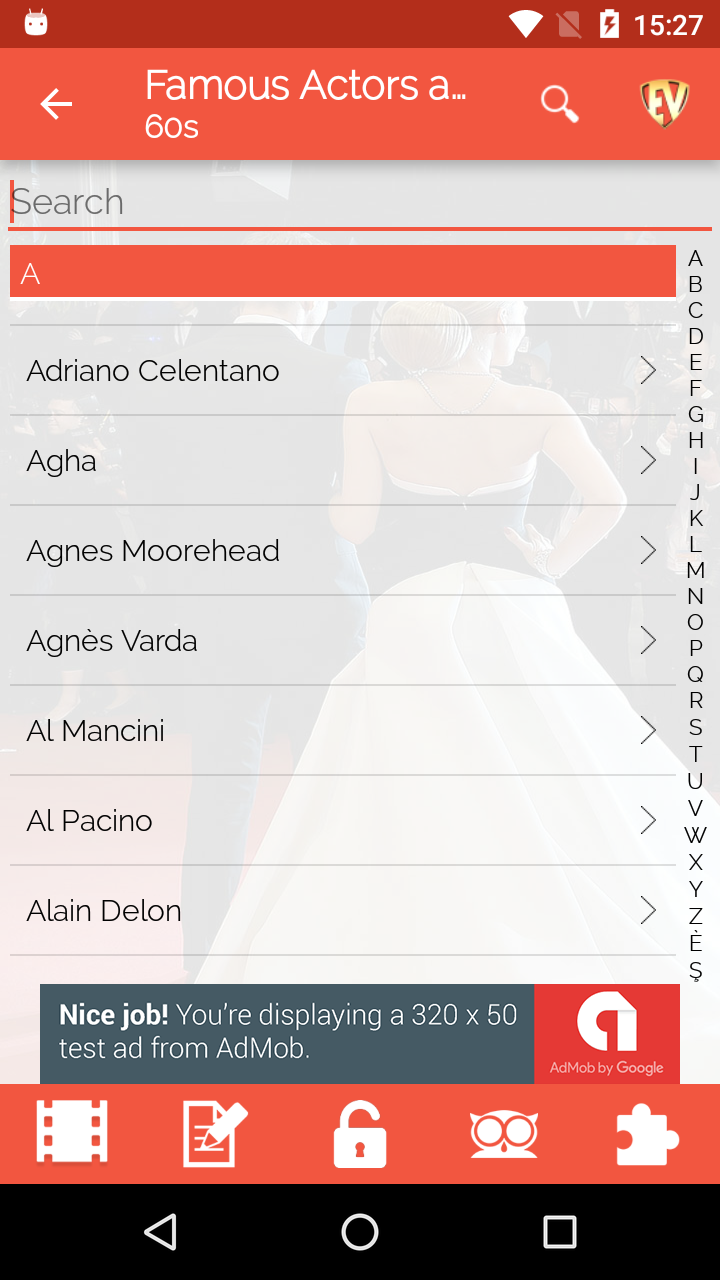 15:27
Famous Actors a...
60s
EV
Search
A
Adriano Celentano
Agha
Agnes Moorehead
Agnès Varda
Al Mancini
Al Pacino
Alain Delon
A
B
C
D
E
F
G
H
I
J
K
L
M
N
O
P
Q
R
S
T
U
V
W
X
Y
Z
È
Ş
Nice job! You're displaying a 320 x 50
test ad from AdMob.
AdMob by Google